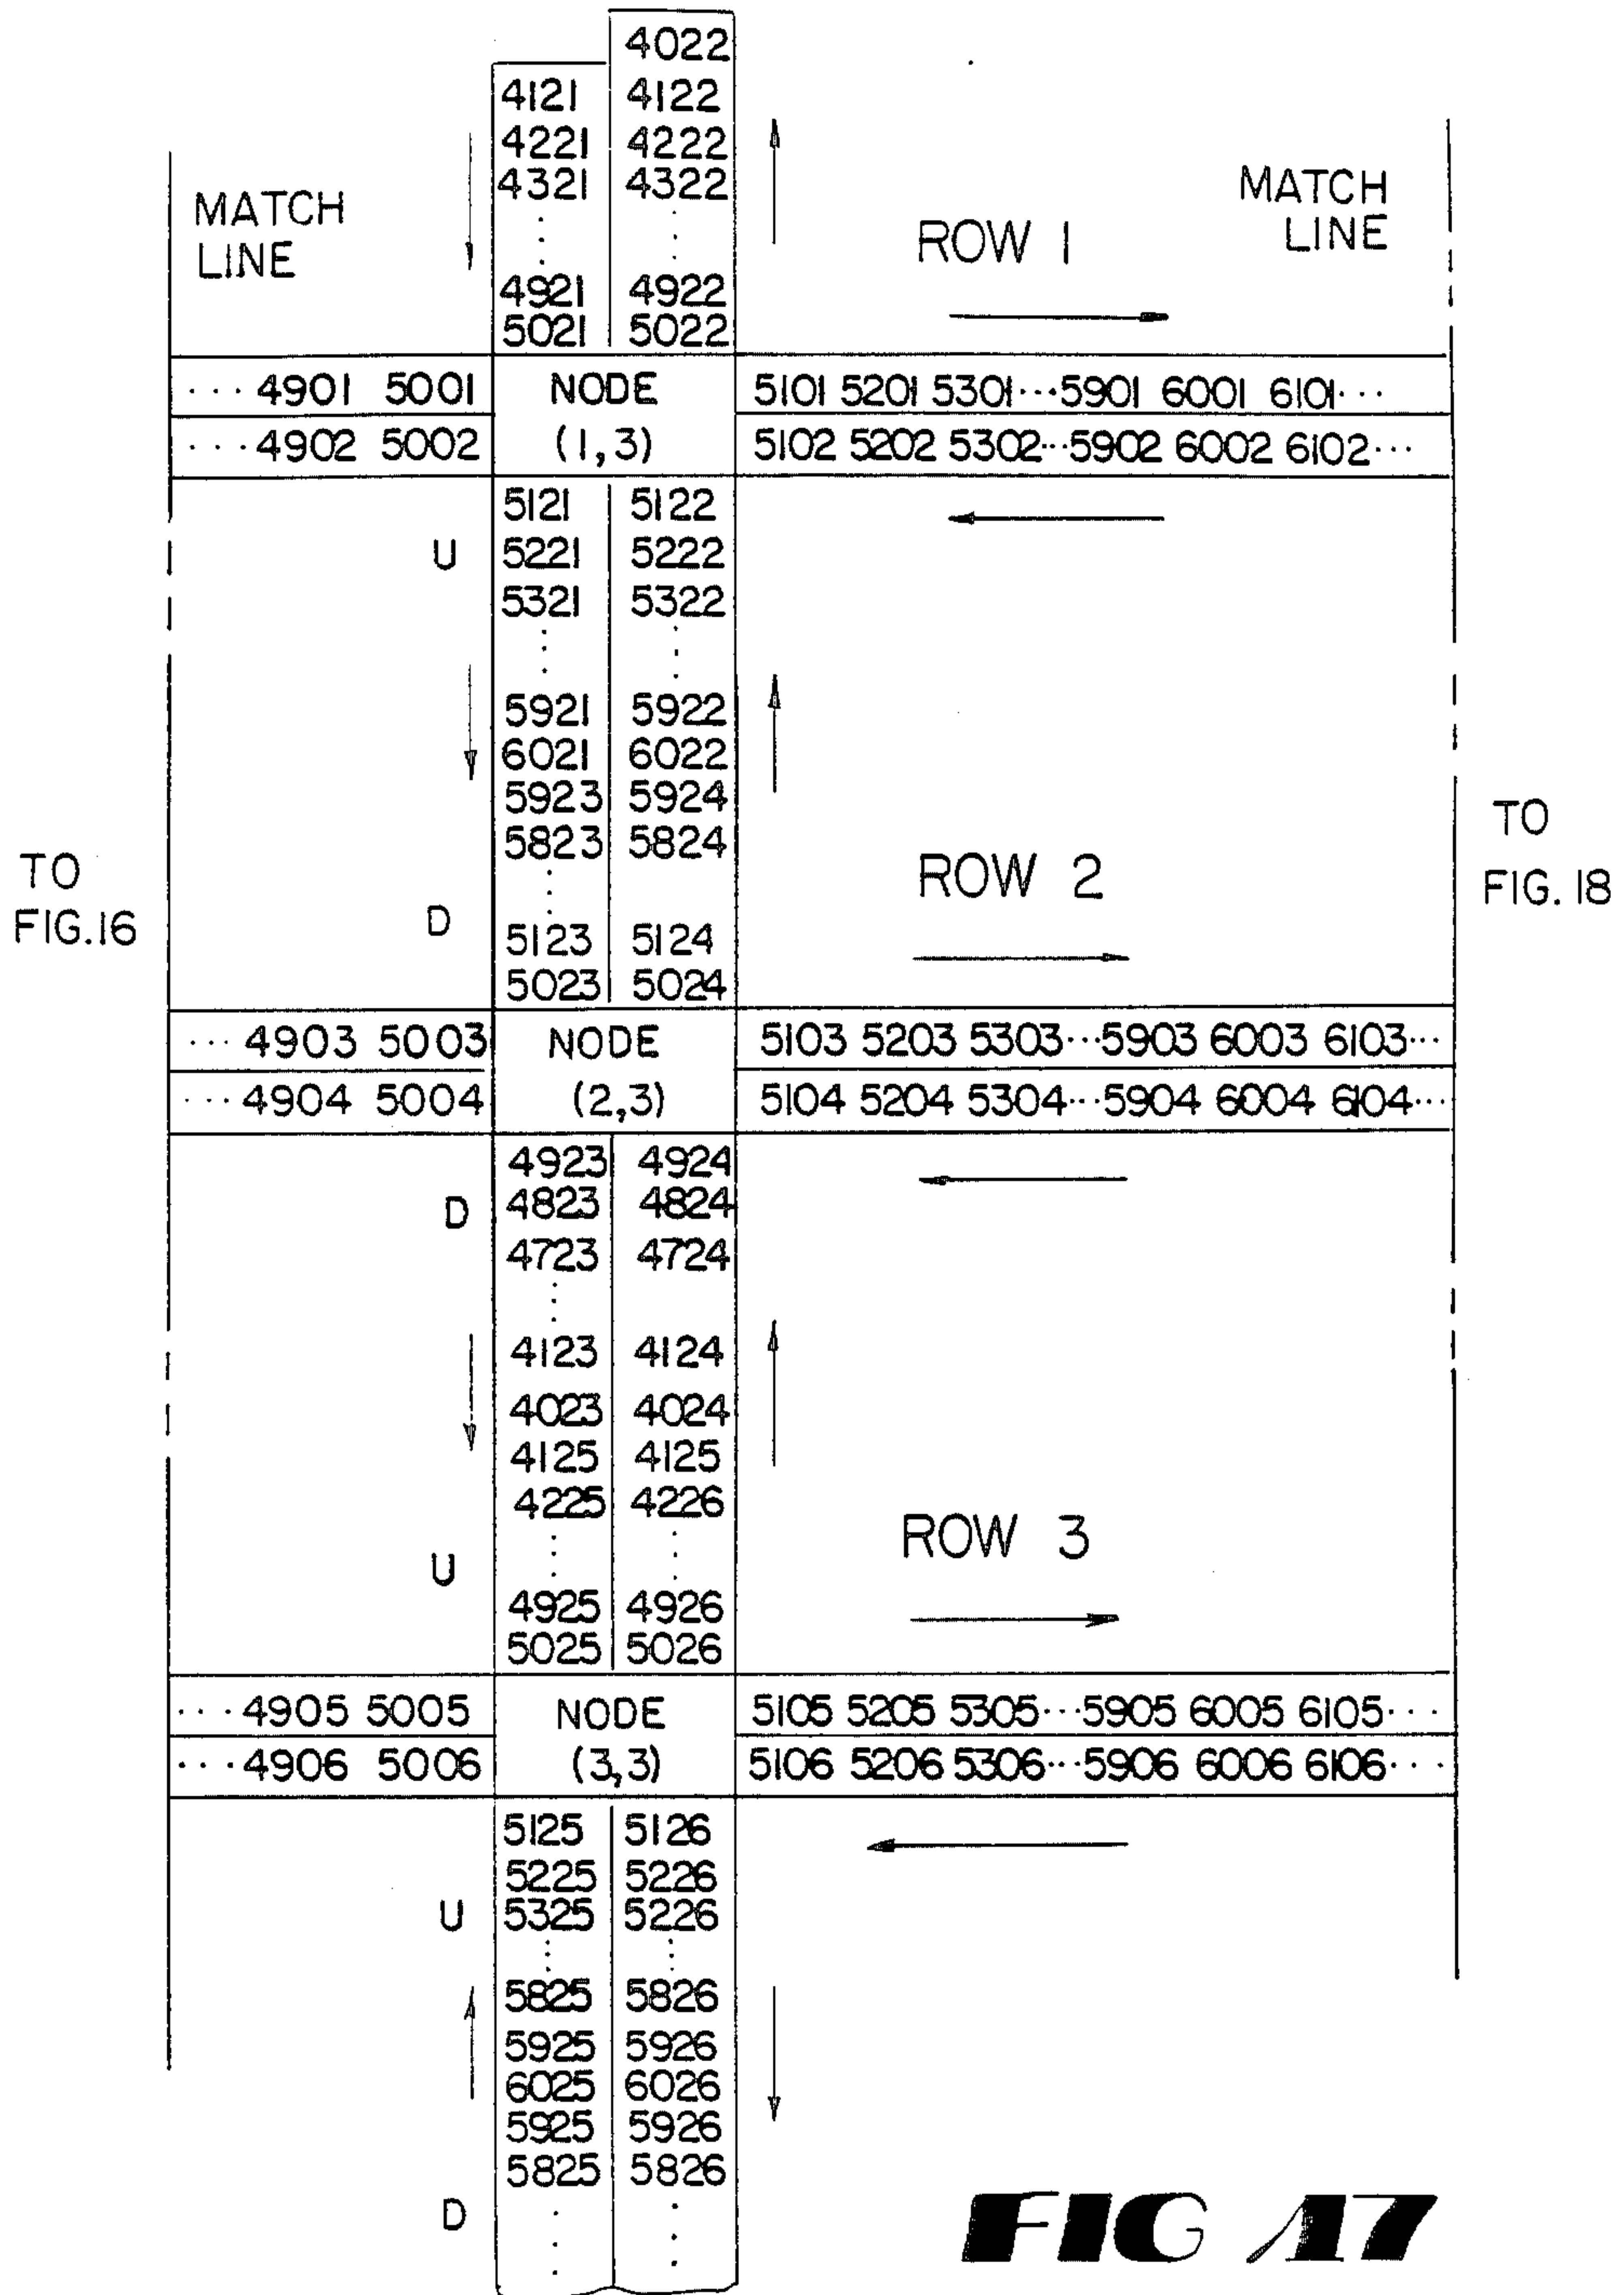 4022
4121 4122
4221 4222
4321 4322
MATCH LINE
ROW 1
MATCH LINE
4921 4922
5021 5022
··· 4901 5001 NODE 5101 5201 5301···5901 6001 6101···
··· 4902 5002 (1,3) 5102 5202 5302···5902 6002 6102···
5121 5122
U 5221 5222
5321 5322
5921 5922
6021 6022
5923 5924
5823 5824
TO FIG.16
ROW 2
TO FIG. 18
D 5123 5124
5023 5024
··· 4903 5003 NODE 5103 5203 5303···5903 6003 6103···
··· 4904 5004 (2,3) 5104 5204 5304···5904 6004 6104···
4923 4924
D 4823 4824
4723 4724
4123 4124
4023 4024
4125 4125
4225 4226
ROW 3
U
4925 4926
5025 5026
··· 4905 5005 NODE 5105 5205 5305···5905 6005 6105···
··· 4906 5006 (3,3) 5106 5206 5306···5906 6006 6106···
5125 5126
5225 5226
U 5325 5226
5825 5826
5925 5926
6025 6026
5925 5926
5825 5826
D
FIG 17